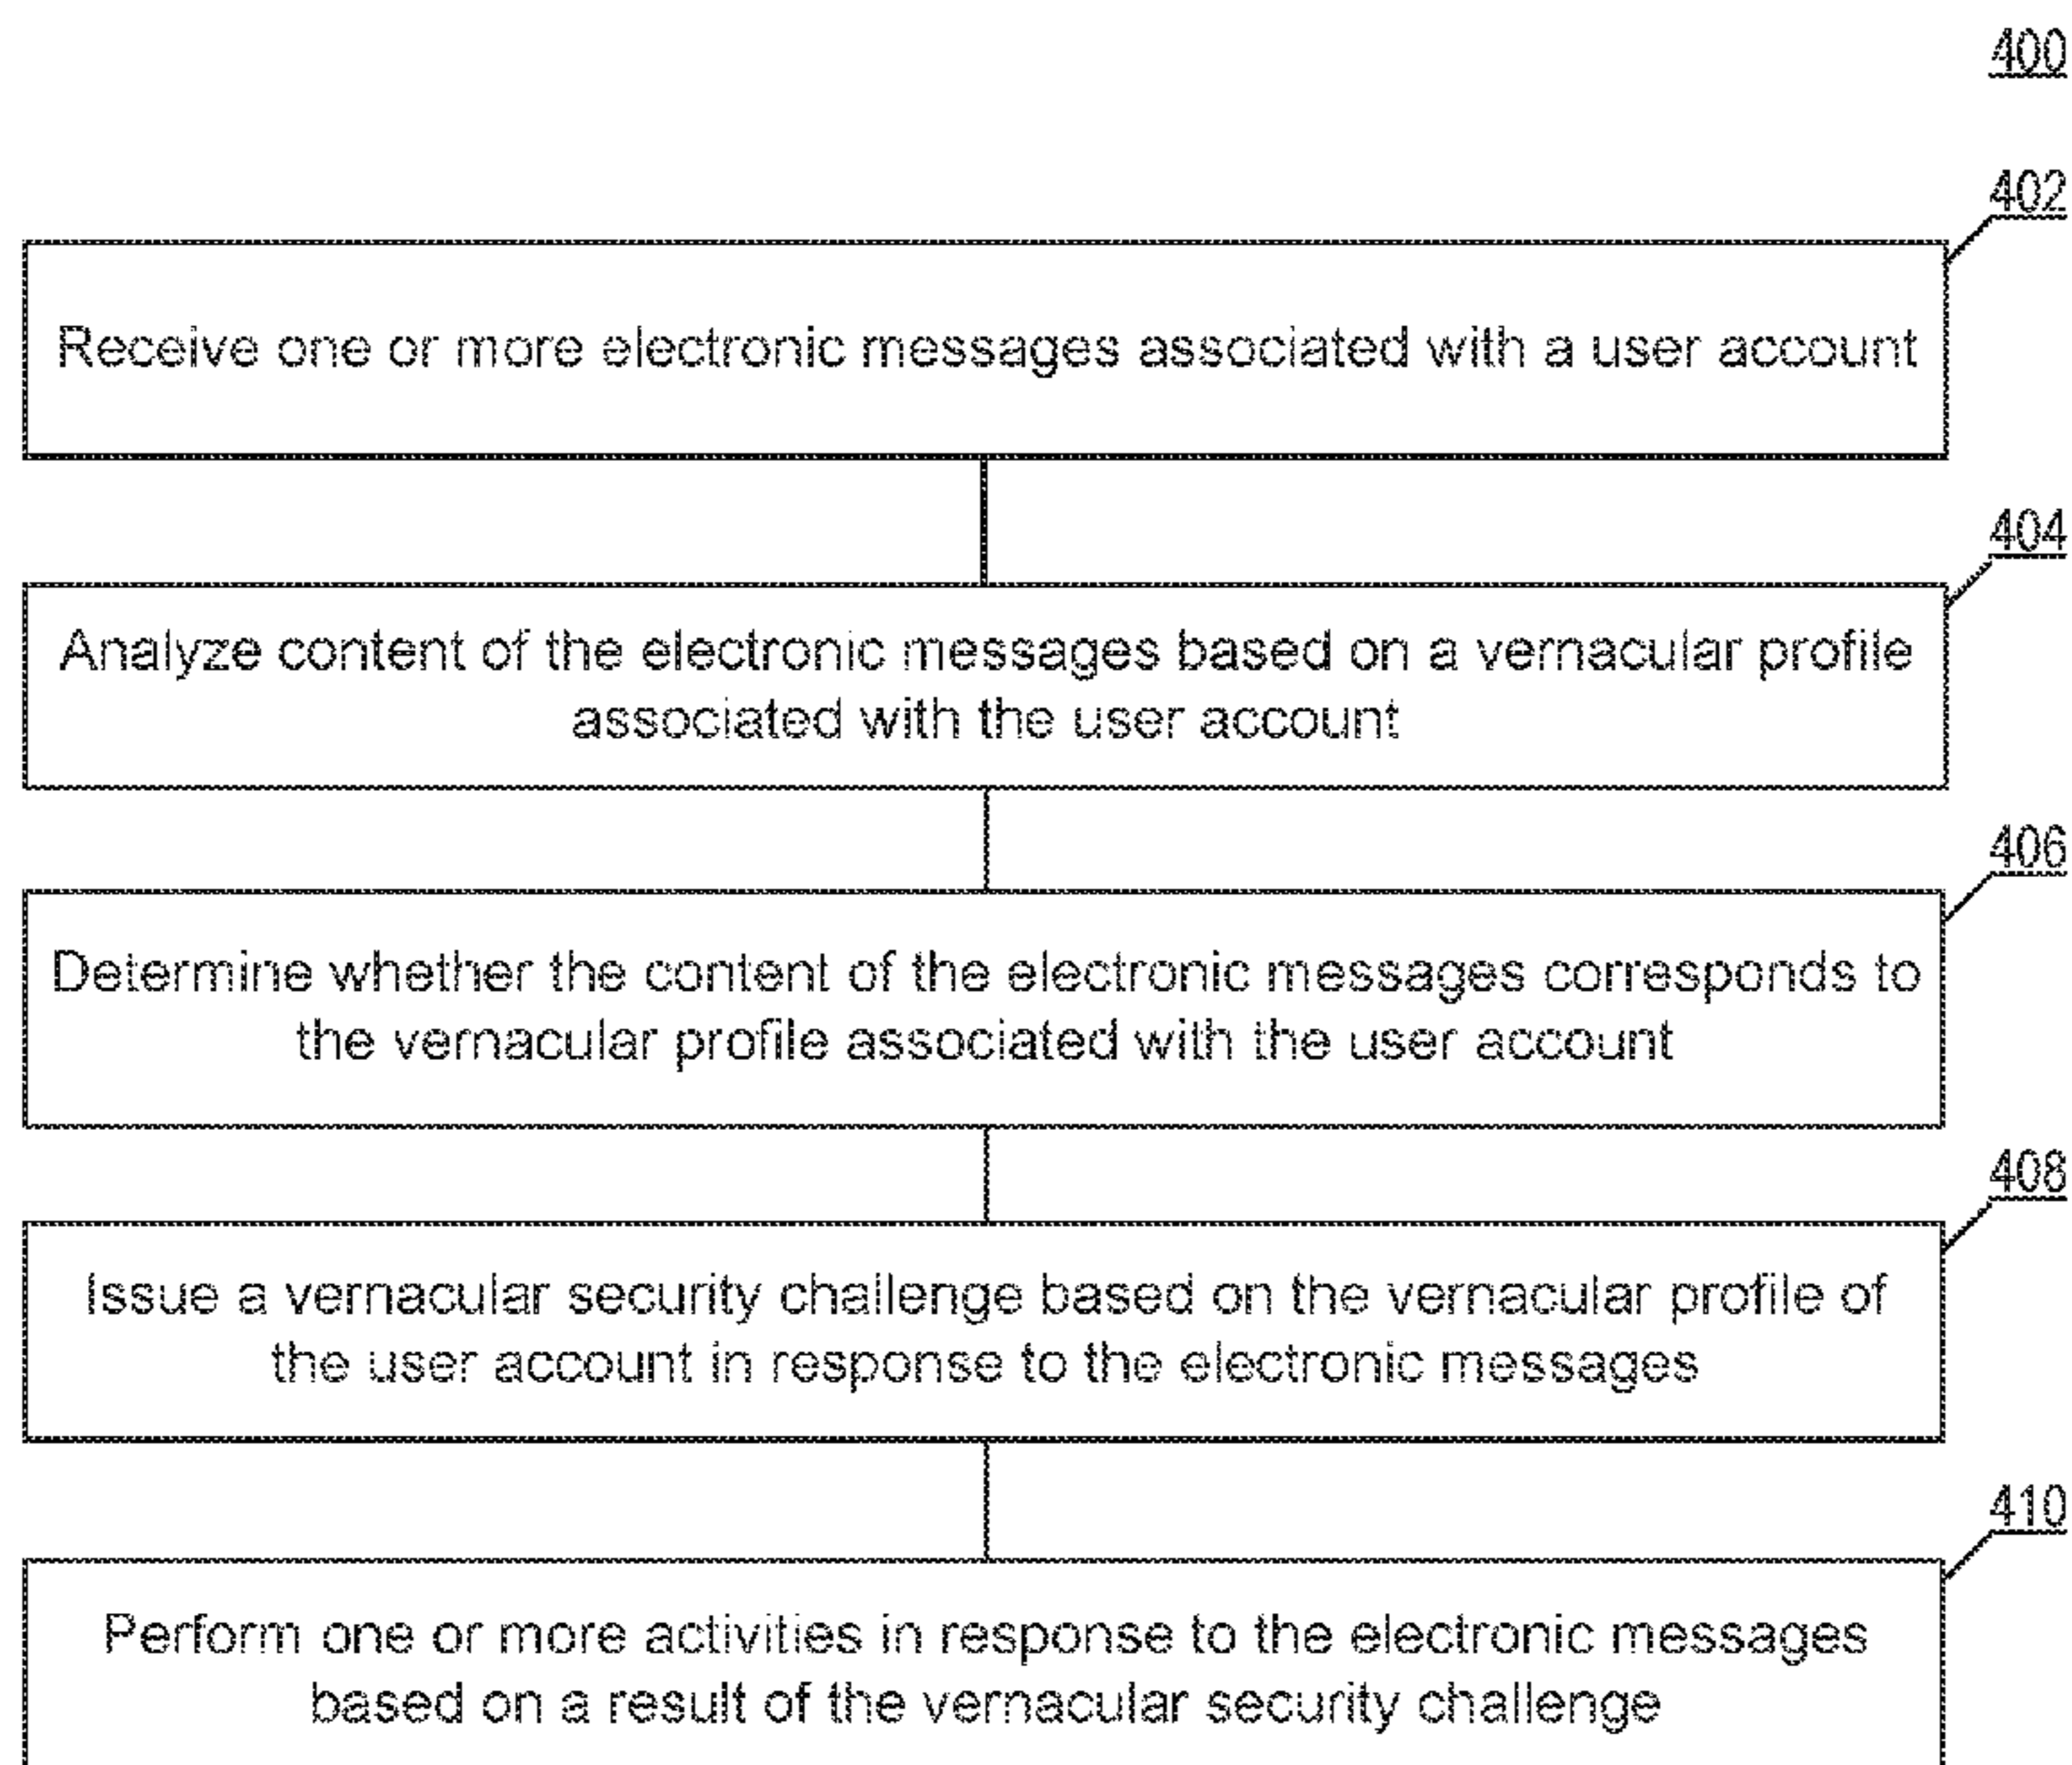 400
402
Receive one or more electronic messages associated with a user account
404
Analyze content of the electronic messages based on a vernacular profile
associated with the user account
406
Determine whether the content of the electronic messages corresponds to
the vernacular profile associated with the user account
408
Issue a vernacular security challenge based on the vernacular profile of
the user account in response to the electronic messages
410
Perform one or more activities in response to the electronic messages
based on a result of the vernacular security challenge